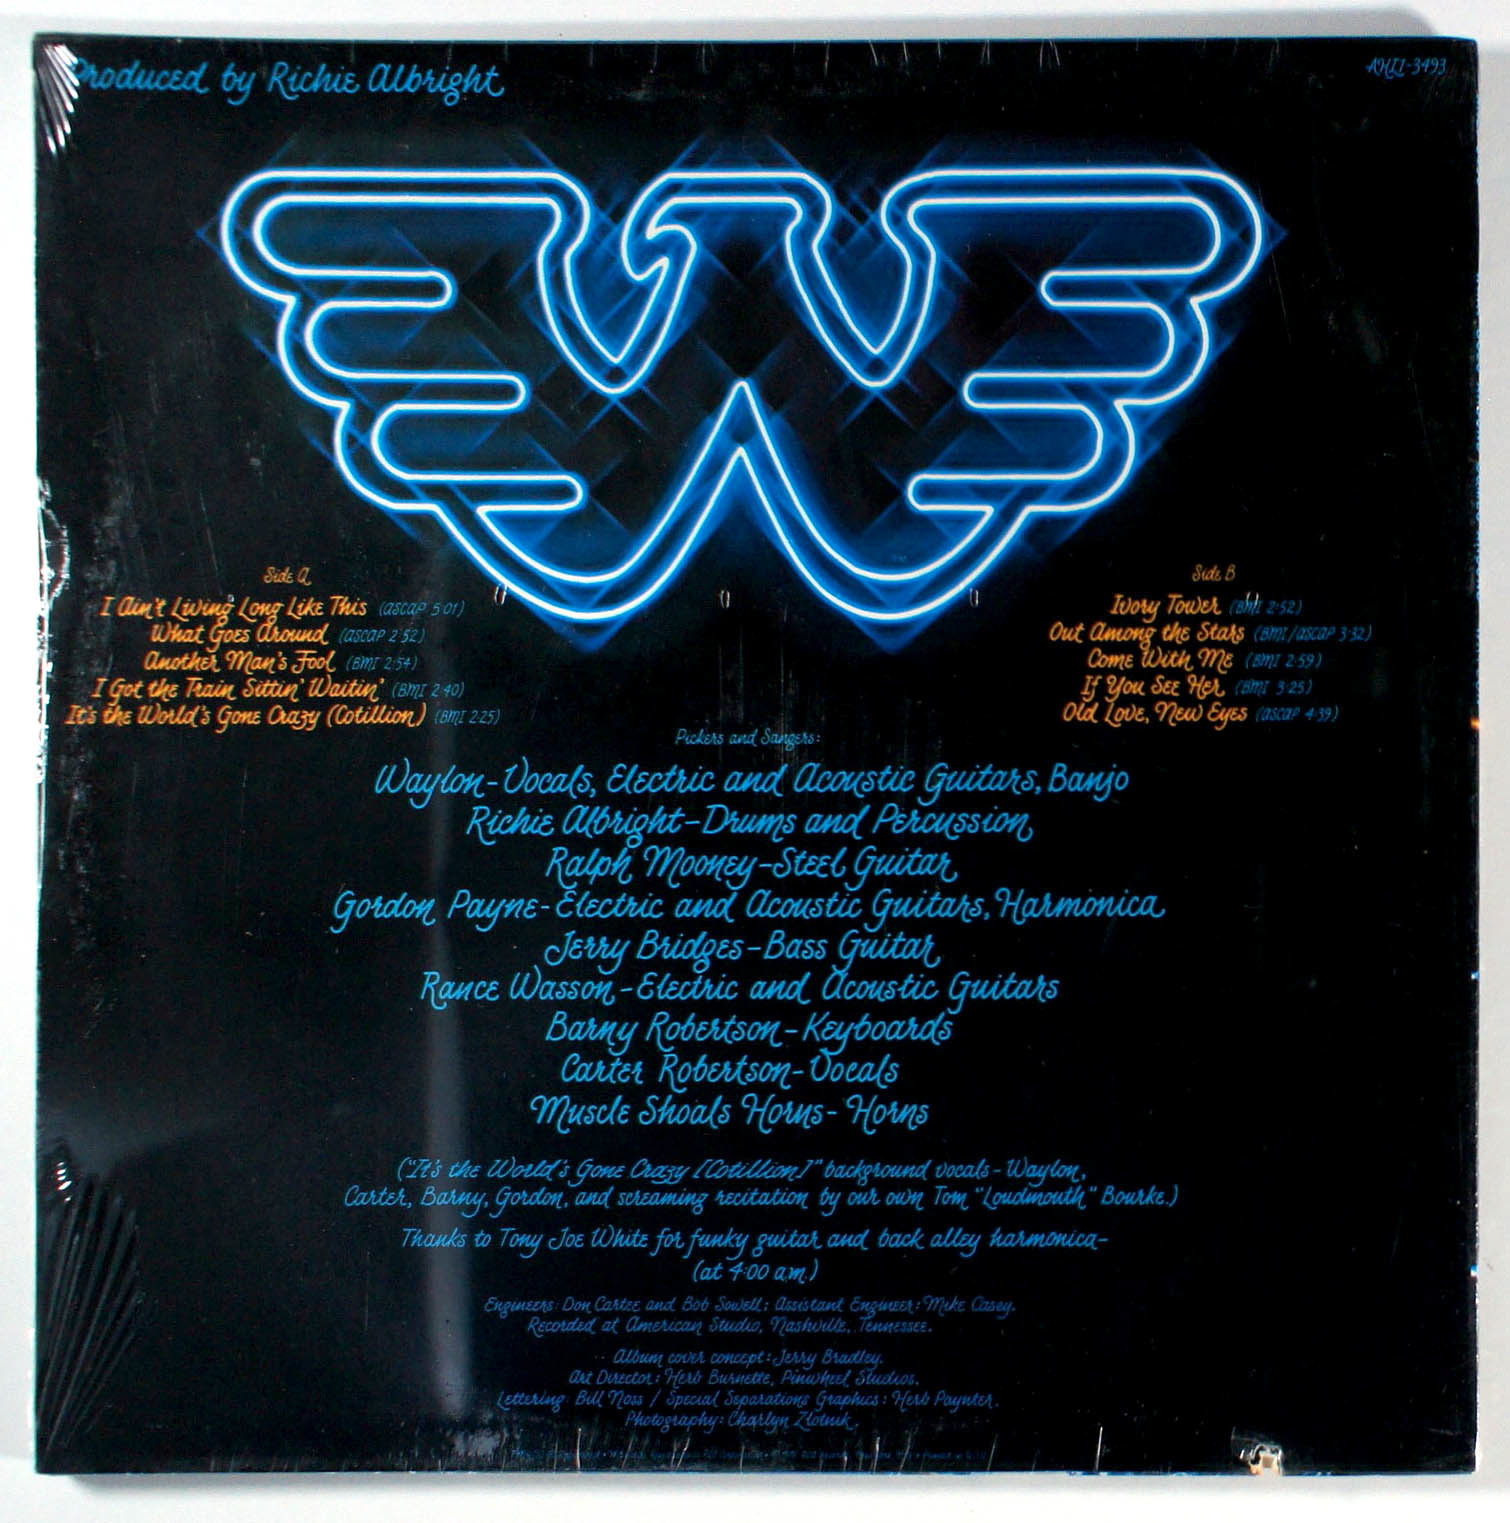 Produced by Richie Albright
AHL1-3493
Side A
I Ain't Living Long Like This (ASCAP 5:01)
What Goes Around (ASCAP 2:52)
Another Man's Fool (BMI 2:54)
I Got the Train Sittin' Waitin' (BMI 2:40)
It's the World's Gone Crazy (Cotillion) (BMI 2:25)
Side B
Ivory Tower (BMI 2:52)
Out Among the Stars (BMI/ASCAP 3:32)
Come With Me (BMI 2:59)
If You See Her (BMI 3:25)
Old Love, New Eyes (ASCAP 4:39)
Pickers and Sangers:
Waylon-Vocals, Electric and Acoustic Guitars, Banjo
Richie Albright-Drums and Percussion
Ralph Mooney-Steel Guitar
Gordon Payne-Electric and Acoustic Guitars, Harmonica
Jerry Bridges-Bass Guitar
Rance Wasson-Electric and Acoustic Guitars
Barny Robertson-Keyboards
Carter Robertson-Vocals
Muscle Shoals Horns-Horns
("It's the World's Gone Crazy [Cotillion]" background vocals-Waylon,
Carter, Barny, Gordon, and screaming recitation by our own Tom "Loudmouth" Bourke.)
Thanks to Tony Joe White for funky guitar and back alley harmonica-
(at 4:00 a.m.)
Engineers: Don Cartee and Bob Sowell; Assistant Engineer: Mike Casey.
Recorded at American Studio, Nashville, Tennessee.
Album cover concept: Jerry Bradley.
Art Director: Herb Burnette, Pinwheel Studios.
Lettering: Bill Noss / Special Separations Graphics: Herb Paynter.
Photography: Charlyn Zlotnik.